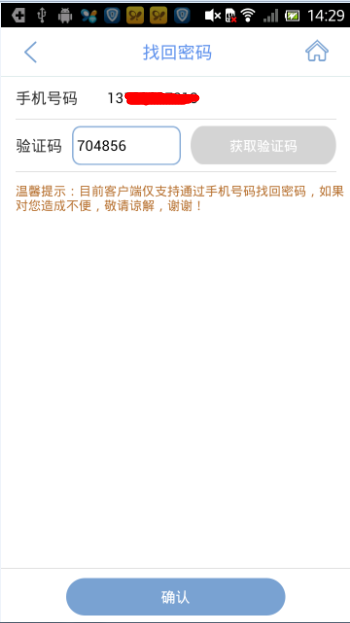 14:29
找回密码
手机号码 13
验证码 704856 获取验证码
温馨提示：目前客户端仅支持通过手机号码找回密码，如果
对您造成不便，敬请谅解，谢谢！
确认